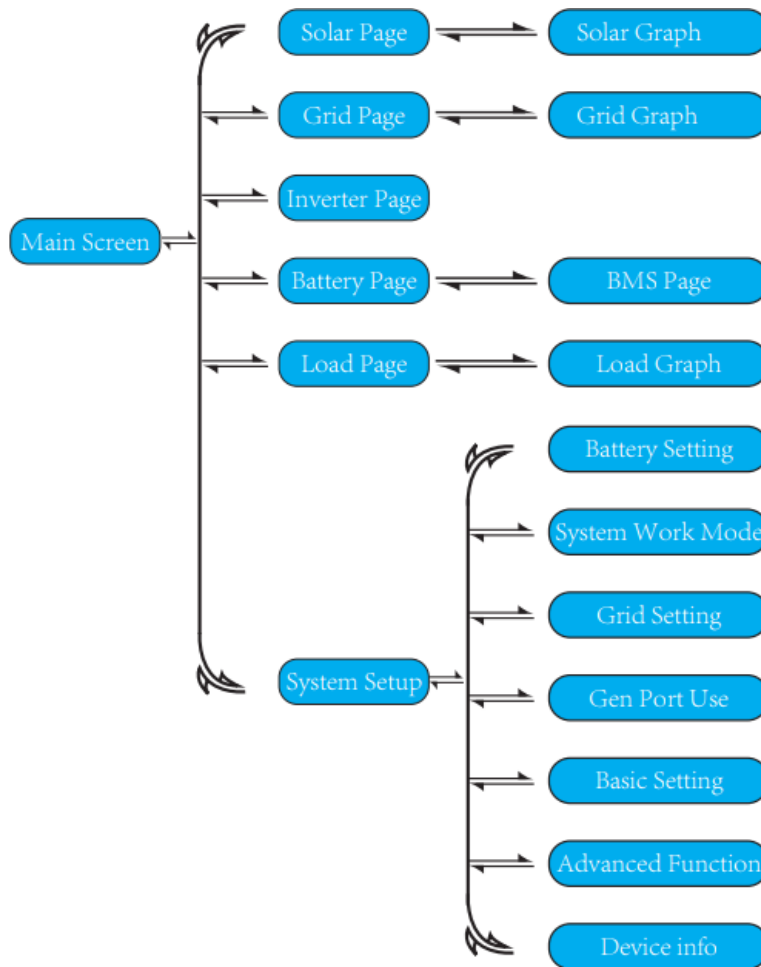 Solar Page
Solar Graph
Grid Page
Grid Graph
Inverter Page
Main Screen
Battery Page
BMS Page
Load Page
Load Graph
Battery Setting
System Work Mode
Grid Setting
System Setup
Gen Port Use
Basic Setting
Advanced Function
Device info